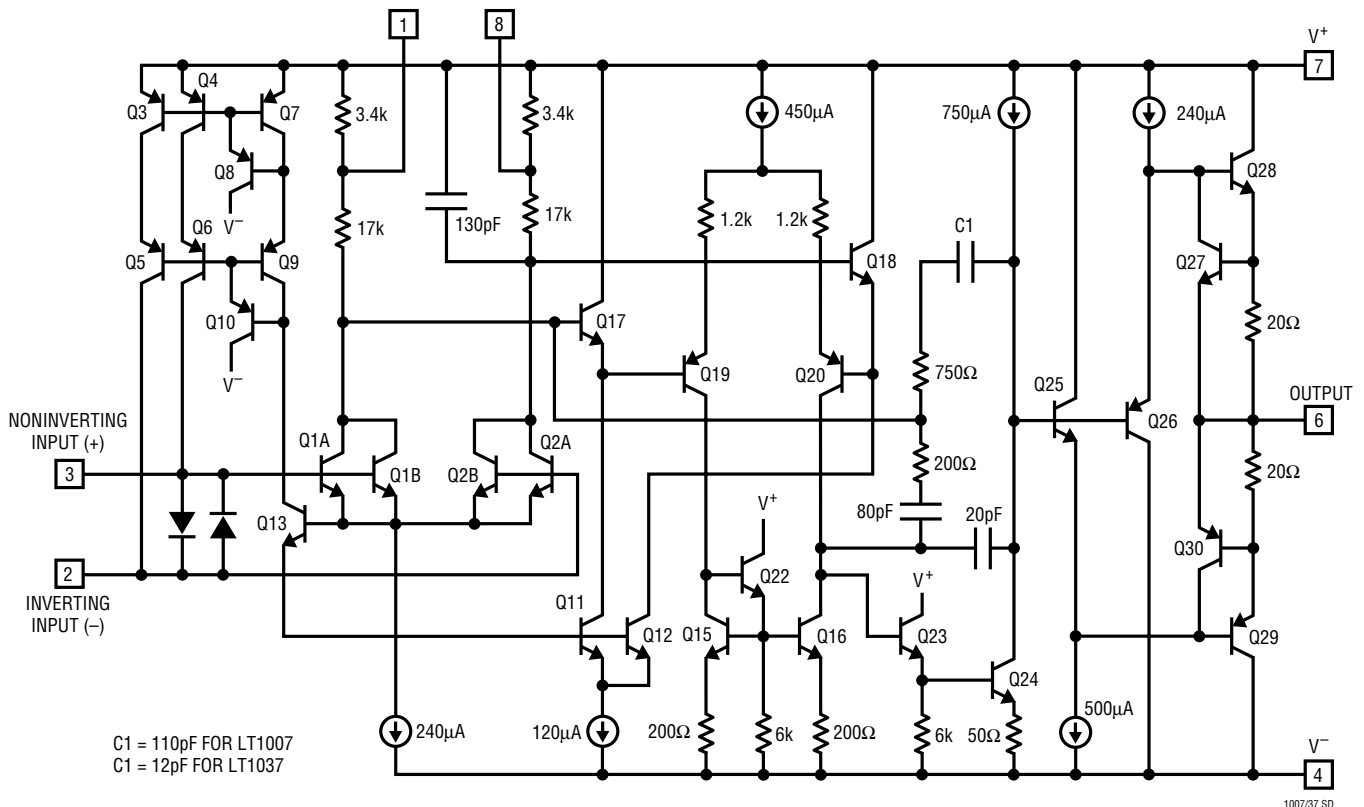 1
8
V+
7
Q3
Q4
Q7
3.4k
3.4k
450µA
750µA
240µA
Q8
V–
Q28
17k
130pF
17k
1.2k
1.2k
C1
Q5
Q6
Q9
Q18
Q27
Q10
V–
Q17
20Ω
Q19
Q20
750Ω
Q25
Q26
OUTPUT
6
NONINVERTING
INPUT (+)
3
Q1A
Q1B
Q2B
Q2A
200Ω
20Ω
Q13
V+
80pF
20pF
Q30
2
INVERTING
INPUT (–)
Q22
V+
Q11
Q12
Q15
Q16
Q23
Q29
Q24
240µA
120µA
200Ω
6k
200Ω
6k
50Ω
500µA
C1 = 110pF FOR LT1007
C1 = 12pF FOR LT1037
V–
4
1007/37 SD